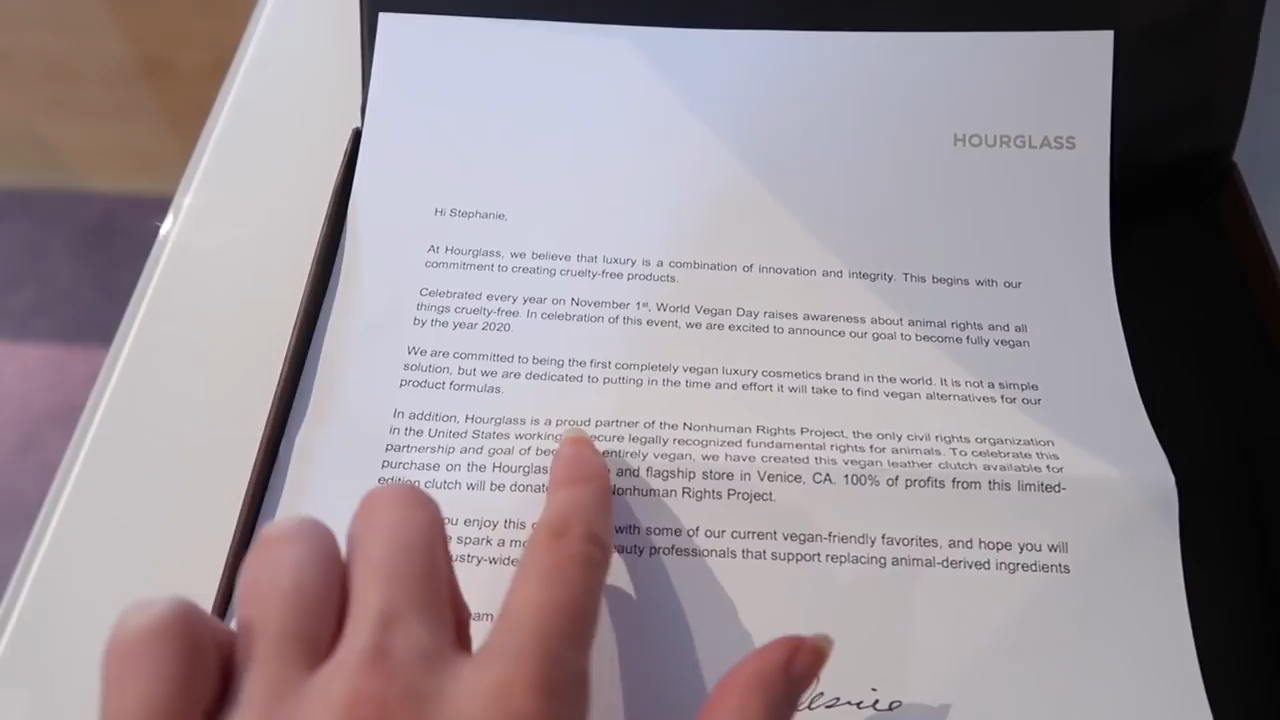 HOURGLASS
Hi Stephanie,
At Hourglass, we believe that luxury is a combination of innovation and integrity. This begins with our
commitment to creating cruelty-free products.
Celebrated every year on November 1st, World Vegan Day raises awareness about animal rights and all
things cruelty-free. In celebration of this event, we are excited to announce our goal to become fully vegan
by the year 2020.
We are committed to being the first completely vegan luxury cosmetics brand in the world. It is not a simple
solution, but we are dedicated to putting in the time and effort it will take to find vegan alternatives for our
product formulas.
In addition, Hourglass is a proud partner of the Nonhuman Rights Project, the only civil rights organization
in the United States working secure legally recognized fundamental rights for animals. To celebrate this
partnership and goal of entirely vegan, we have created this vegan leather clutch available for
purchase on the Hourglass and flagship store in Venice, CA. 100% of profits from this limited-
edition clutch will be donated Nonhuman Rights Project.
you enjoy this with some of our current vegan-friendly favorites, and hope you will
spark a beauty professionals that support replacing animal-derived ingredients
industry-wide